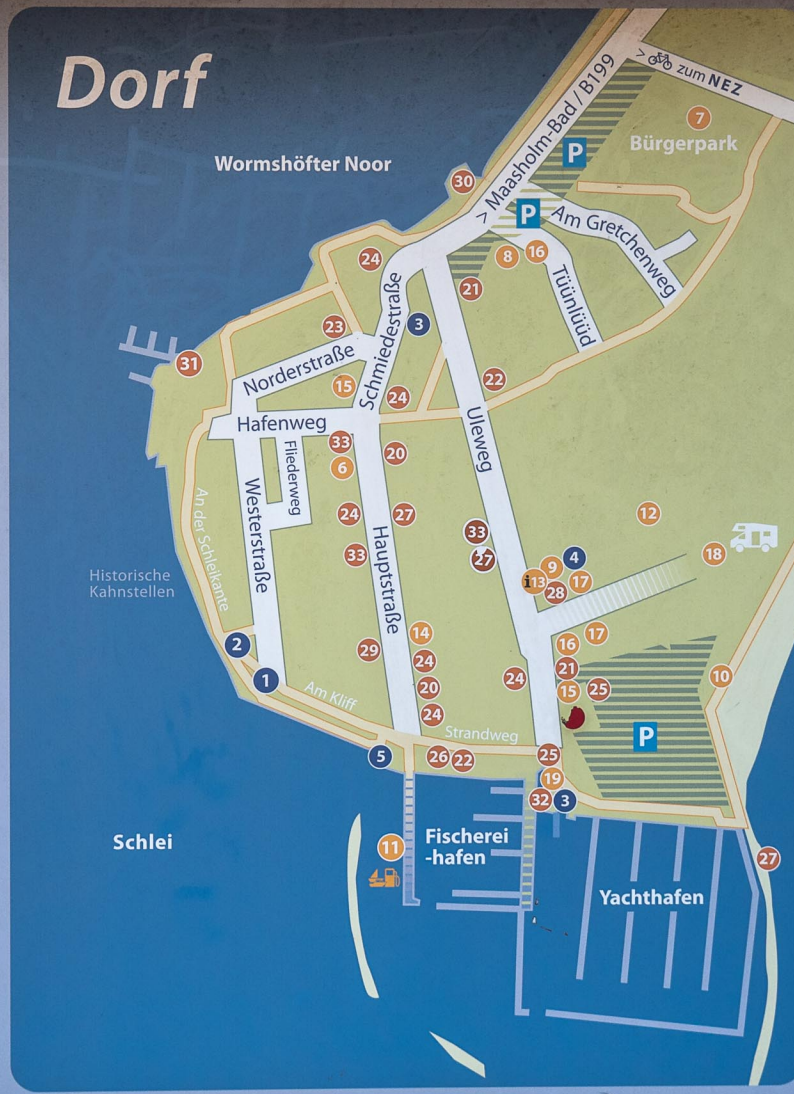 Dorf
> zum NEZ
> Maasholm-Bad / B199
7
Bürgerpark
P
Wormshöfter Noor
30
P
Am Gretchenweg
24
8
16
21
Tüünlüüd
Schmiedestraße
3
23
31
Norderstraße
15
22
24
Hafenweg
Uleweg
33
6
20
Fliederweg
An der Schleikante
Westerstraße
24
27
12
33
Hauptstraße
33
27
18
9
4
i 13
17
28
Historische
Kahnstellen
2
1
14
29
24
20
24
24
16
17
21
15
25
10
Am Kliff
Strandweg
P
5
26
22
25
19
32
3
Schlei
11
Fischerei
-hafen
27
Yachthafen